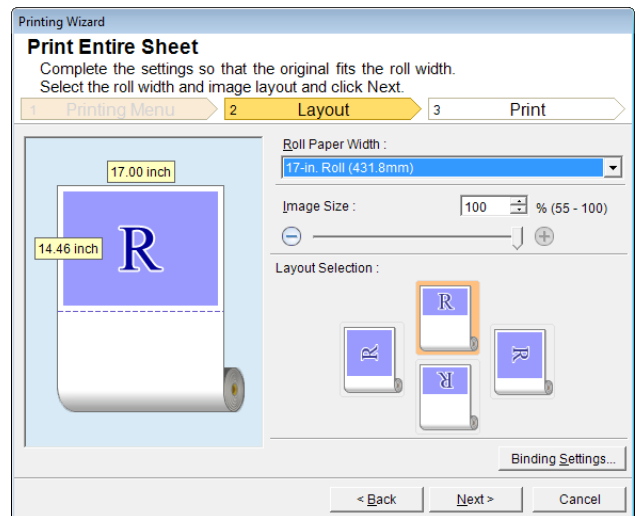 Printing Wizard
Print Entire Sheet
Complete the settings so that the original fits the roll width.
Select the roll width and image layout and click Next.
1 Printing Menu 2 Layout 3 Print
Roll Paper Width :
17-in. Roll (431.8mm)
17.00 inch
Image Size : 100 % (55 - 100)
14.46 inch
R
Layout Selection :
R
R
R
R
Binding Settings...
< Back Next > Cancel